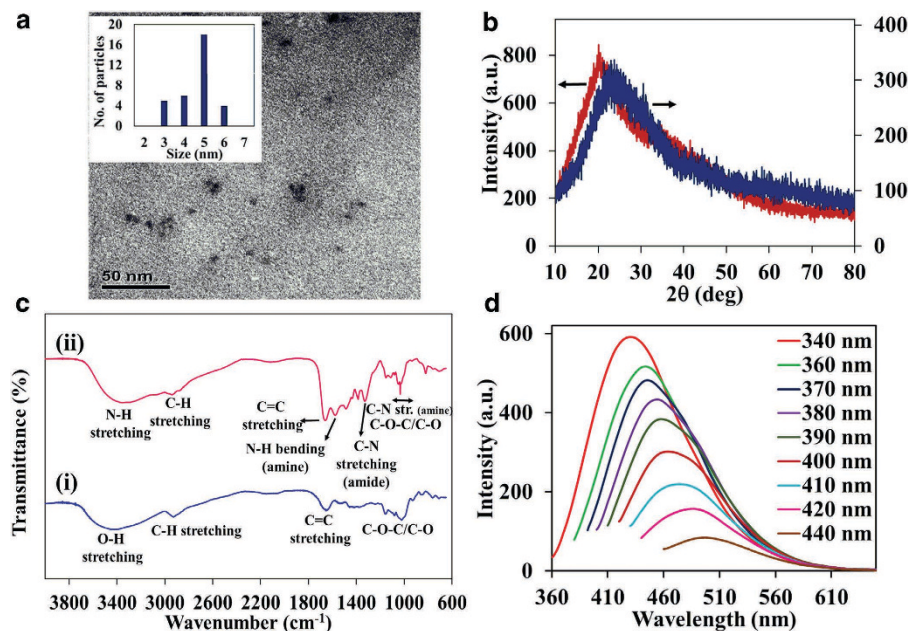 a
No. of particles
20
16
12
8
4
0
2 3 4 5 6 7
Size (nm)
50 nm
b
Intensity (a.u.)
800
600
400
200
0
400
300
200
100
0
10 20 30 40 50 60 70 80
2θ (deg)
c
Transmittance (%)
(ii)
N-H
stretching
C-H
stretching
C=C
stretching
N-H bending
(amine)
C-N
stretching
(amide)
C-N str. (amine)
C-O-C/C-O
(i)
O-H
stretching
C-H stretching
C=C
stretching
C-O-C/C-O
3800 3000 2600 1800 1400 1000 600
Wavenumber (cm-1)
d
Intensity (a.u.)
600
400
200
0
340 nm
360 nm
370 nm
380 nm
390 nm
400 nm
410 nm
420 nm
440 nm
360 410 460 510 560 610
Wavelength (nm)